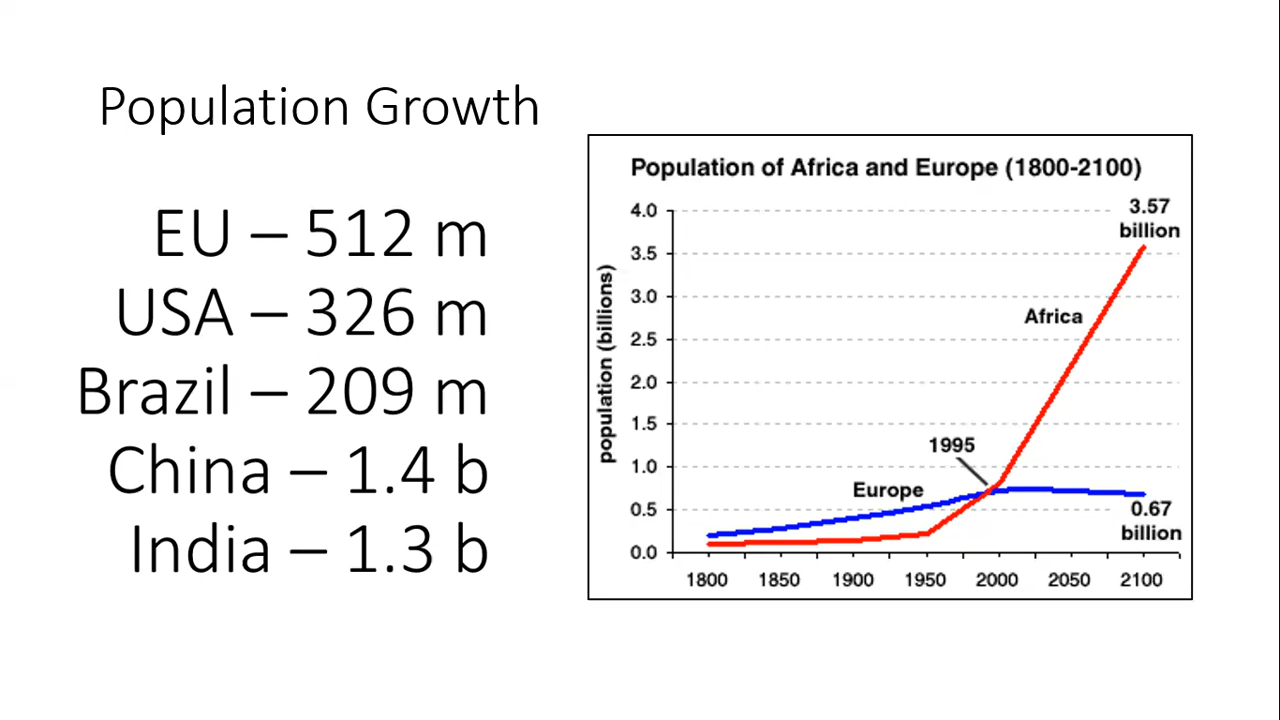 Population Growth
EU – 512 m
USA – 326 m
Brazil – 209 m
China – 1.4 b
India – 1.3 b
Population of Africa and Europe (1800-2100)
population (billions)
4.0
3.5
3.0
2.5
2.0
1.5
1.0
0.5
0.0
3.57
billion
Africa
1995
Europe
0.67
billion
1800 1850 1900 1950 2000 2050 2100